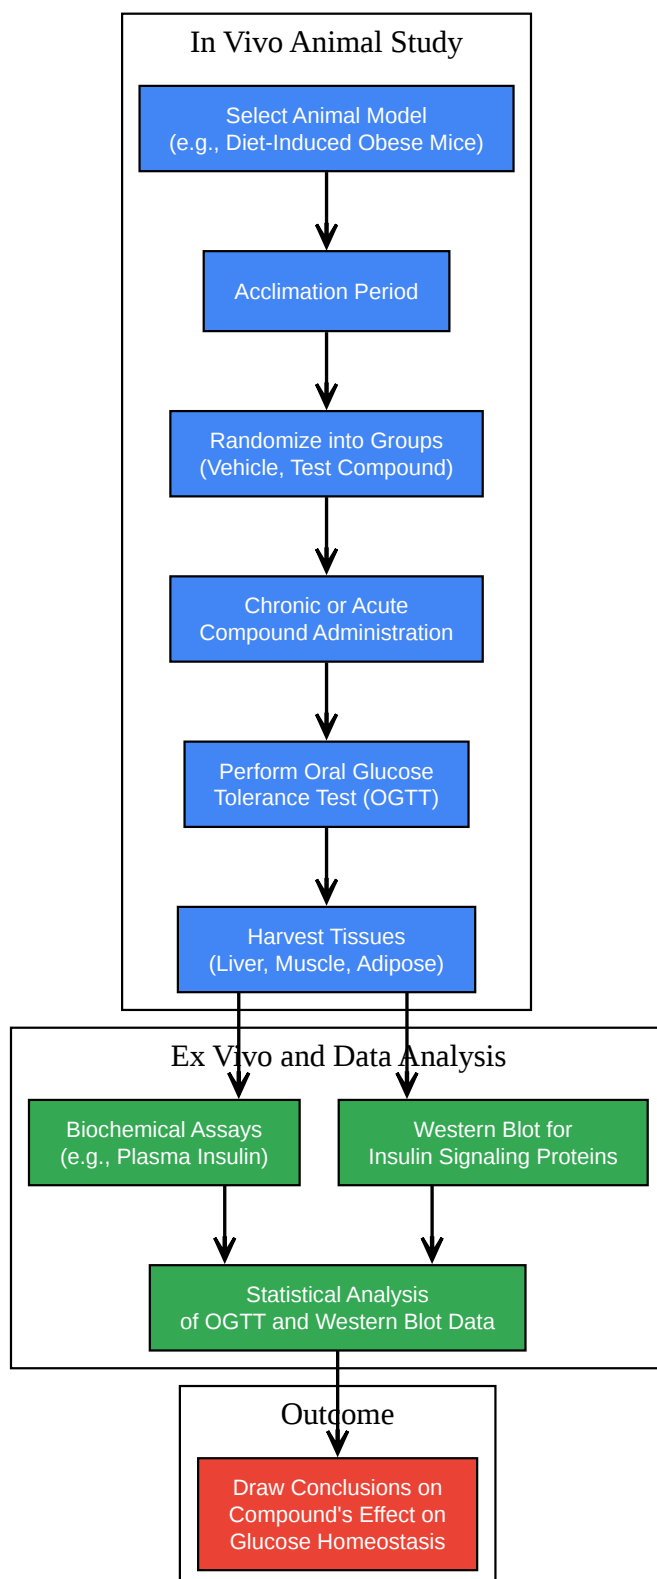 In Vivo Animal Study
Select Animal Model
(e.g., Diet-Induced Obese Mice)
Acclimation Period
Randomize into Groups
(Vehicle, Test Compound)
Chronic or Acute
Compound Administration
Perform Oral Glucose
Tolerance Test (OGTT)
Harvest Tissues
(Liver, Muscle, Adipose)
Ex Vivo and Data Analysis
Biochemical Assays
(e.g., Plasma Insulin)
Western Blot for
Insulin Signaling Proteins
Statistical Analysis
of OGTT and Western Blot Data
Outcome
Draw Conclusions on
Compound's Effect on
Glucose Homeostasis